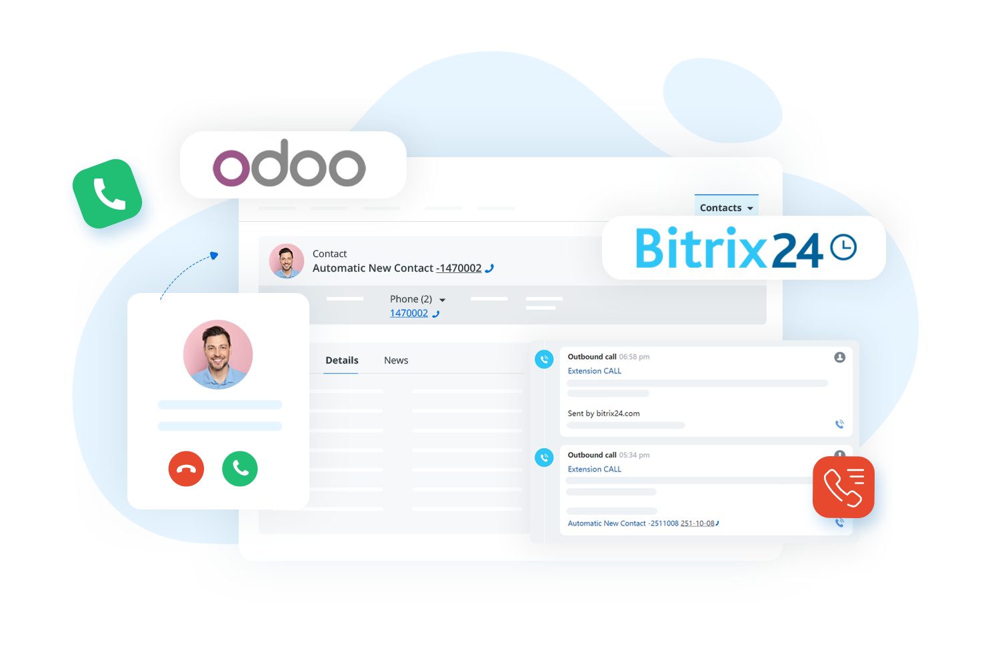 odoo
Contacts
Bitrix24
Contact
Automatic New Contact -1470002
Phone (2)
1470002
Details
News
Outbound call 06:58 pm
Extension CALL
Sent by bitrix24.com
Outbound call 05:34 pm
Extension CALL
Automatic New Contact -2511008 251-10-08